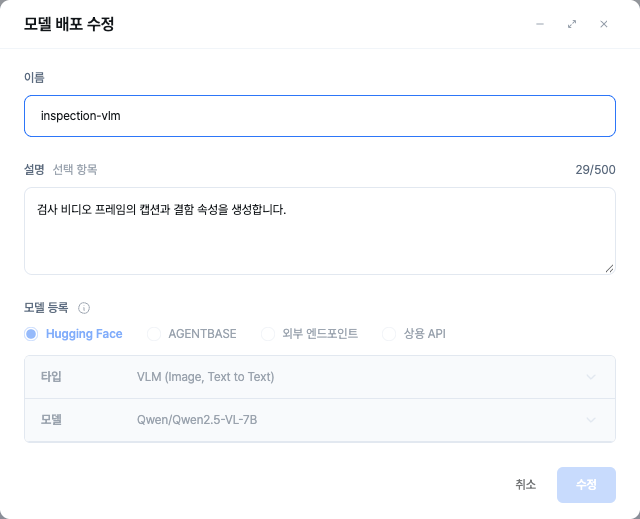 모델 배포 수정
이름
inspection-vlm
설명 선택 항목 29/500
검사 비디오 프레임의 캡션과 결함 속성을 생성합니다.
모델 등록
Hugging Face AGENTBASE 외부 엔드포인트 상용 API
타입 VLM (Image, Text to Text)
모델 Qwen/Qwen2.5-VL-7B
취소 수정